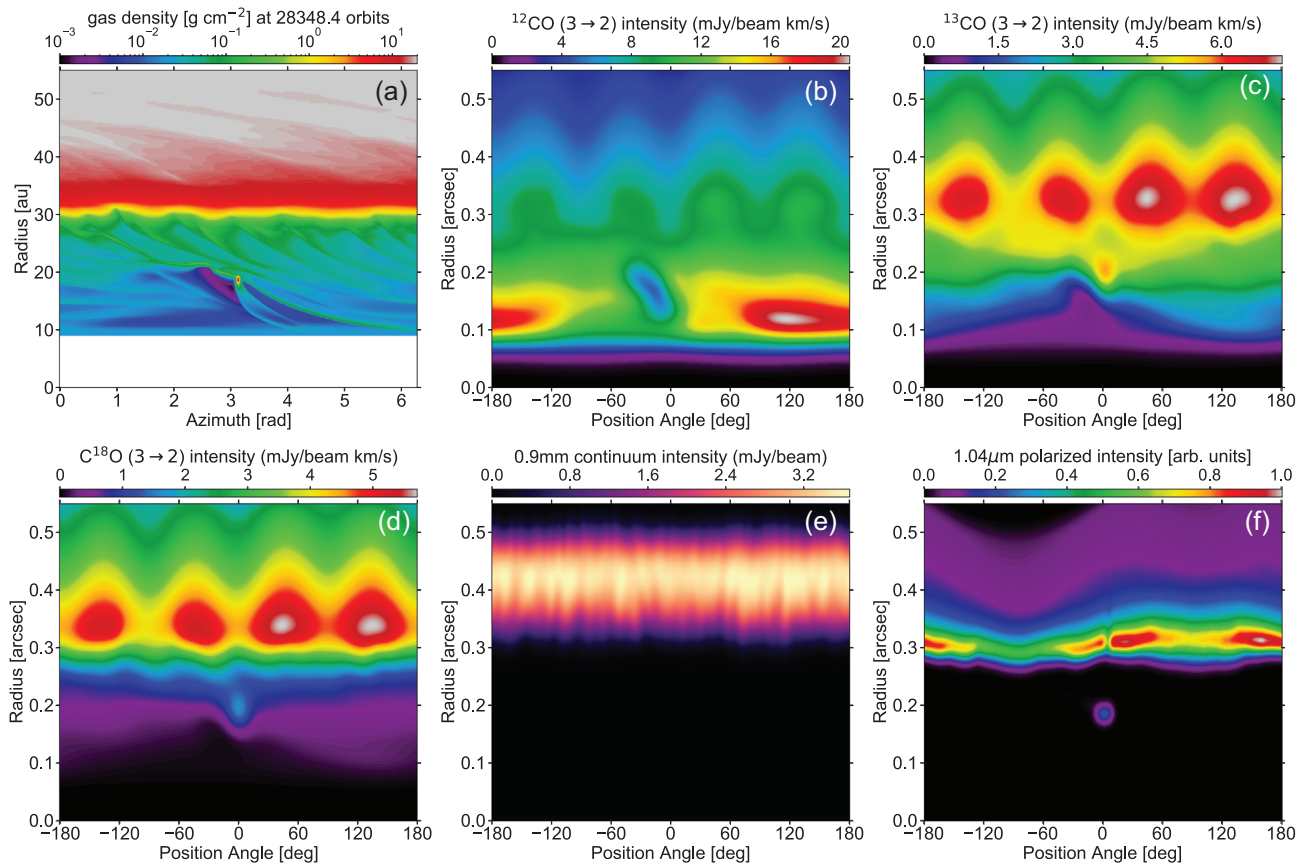 gas density [g cm⁻²] at 28348.4 orbits
10⁻³ 10⁻² 10⁻¹ 10⁰ 10¹
(a)
Radius [au]
50
40
30
20
10
0
0 1 2 3 4 5 6
Azimuth [rad]
¹²CO (3 → 2) intensity (mJy/beam km/s)
0 4 8 12 16 20
(b)
Radius [arcsec]
0.5
0.4
0.3
0.2
0.1
0.0
−180 −120 −60 0 60 120 180
Position Angle [deg]
¹³CO (3 → 2) intensity (mJy/beam km/s)
0.0 1.5 3.0 4.5 6.0
(c)
Radius [arcsec]
0.5
0.4
0.3
0.2
0.1
0.0
−180 −120 −60 0 60 120 180
Position Angle [deg]
C¹⁸O (3 → 2) intensity (mJy/beam km/s)
0 1 2 3 4 5
(d)
Radius [arcsec]
0.5
0.4
0.3
0.2
0.1
0.0
−180 −120 −60 0 60 120 180
Position Angle [deg]
0.9mm continuum intensity (mJy/beam)
0.0 0.8 1.6 2.4 3.2
(e)
Radius [arcsec]
0.5
0.4
0.3
0.2
0.1
0.0
−180 −120 −60 0 60 120 180
Position Angle [deg]
1.04μm polarized intensity [arb. units]
0.0 0.2 0.4 0.6 0.8 1.0
(f)
Radius [arcsec]
0.5
0.4
0.3
0.2
0.1
0.0
−180 −120 −60 0 60 120 180
Position Angle [deg]